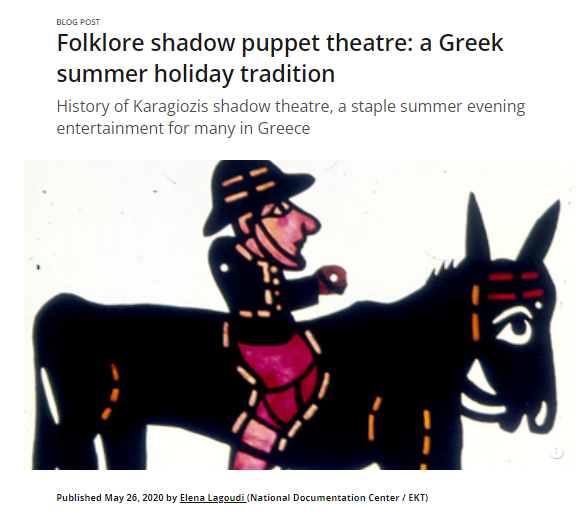 BLOG POST
Folklore shadow puppet theatre: a Greek
summer holiday tradition
History of Karagiozis shadow theatre, a staple summer evening
entertainment for many in Greece
Published May 26, 2020 by Elena Lagoudi (National Documentation Center / EKT)